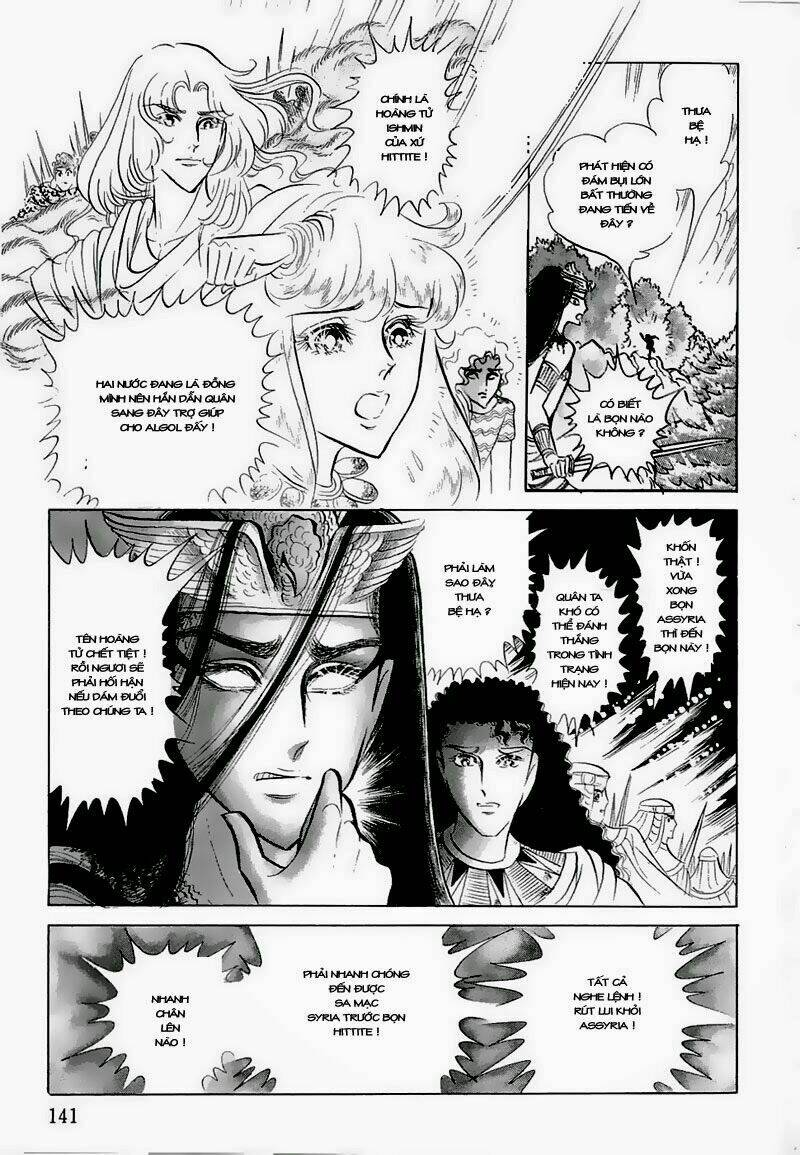 THƯA
BỆ
HẠ !
PHÁT HIỆN CÓ
ĐÁM BỤI LỚN
BẤT THƯỜNG
ĐANG TIẾN VỀ
ĐÂY ?
CÓ BIẾT
LÀ BỌN NÀO
KHÔNG ?
CHÍNH LÀ
HOÀNG TỬ
ISHMIN
CỦA XỨ
HITTITE !
HAI NƯỚC ĐANG LÀ ĐỒNG
MINH NÊN HẮN DẪN QUÂN
SANG ĐÂY TRỢ GIÚP
CHO ALGOL ĐẤY !
KHỐN
THẬT !
VỪA
XONG
BỌN
ASSYRIA
THÌ ĐẾN
BỌN NÀY !
QUÂN TA
KHÓ CÓ
THỂ ĐÁNH
THẮNG
TRONG TÌNH
TRẠNG
HIỆN NAY !
PHẢI LÀM
SAO ĐÂY
THƯA
BỆ HẠ ?
TÊN HOÀNG
TỬ CHẾT TIỆT !
RỒI NGƯƠI SẼ
PHẢI HỐI HẬN
NẾU DÁM ĐUỔI
THEO CHÚNG TA !
TẤT CẢ
NGHE LỆNH !
RÚT LUI KHỎI
ASSYRIA !
PHẢI NHANH CHÓNG
ĐẾN ĐƯỢC
SA MẠC
SYRIA TRƯỚC BỌN
HITTITE !
NHANH
CHÂN
LÊN
NÀO !
141